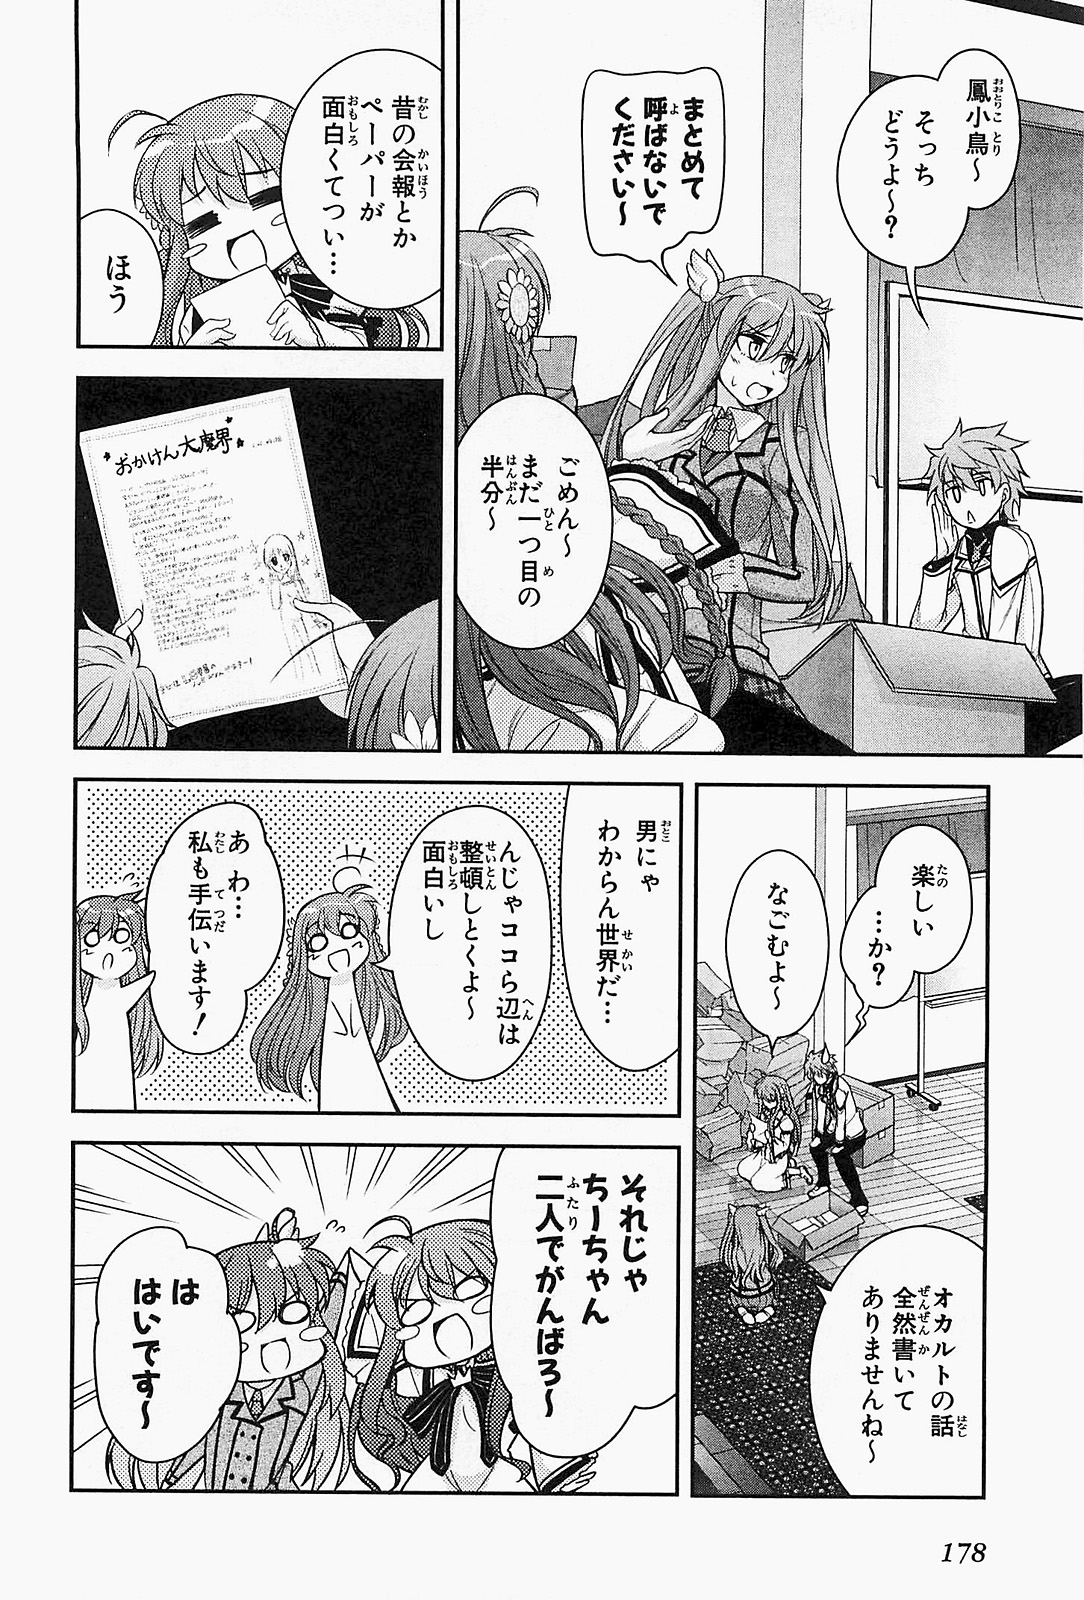 鳳小鳥〜
そっち
どうよ〜?
まとめて
呼ばないで
ください〜
ごめん〜
まだ一つ目の
半分〜
昔の会報とか
ペーパーが
面白くてつい…
ほう
おかけん大魔界
楽しい
…か?
なごむよ〜
オカルトの話
全然書いて
ありませんね〜
男にゃ
わからん世界だ…
んじゃココら辺は
整頓しとくよ〜
面白いし
あ わ…
私も手伝います!
それじゃ
ちーちゃん
二人でがんばろ〜
は
はいです〜
178